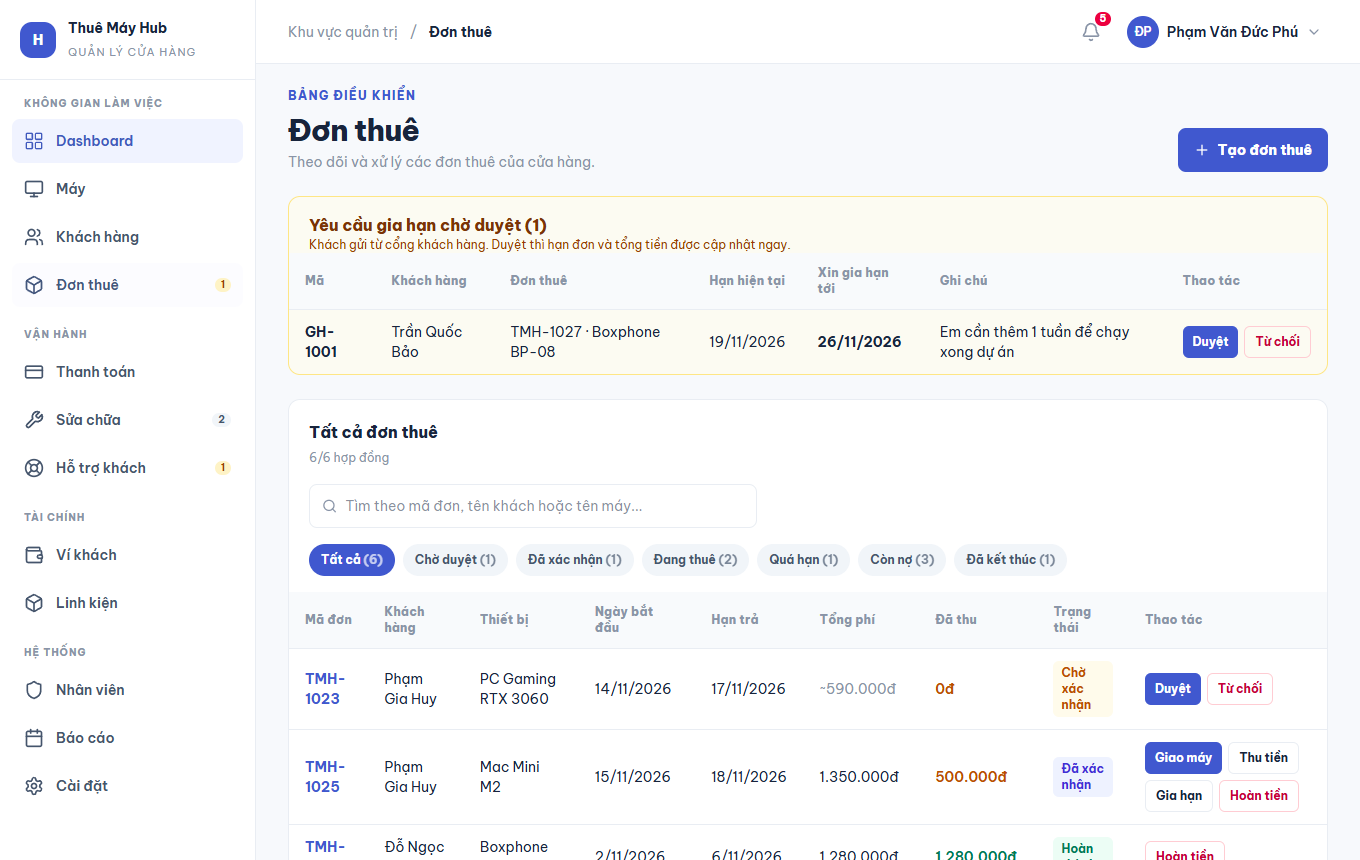 H
Thuê Máy Hub
QUẢN LÝ CỬA HÀNG
KHÔNG GIAN LÀM VIỆC
Dashboard
Máy
Khách hàng
Đơn thuê 1
VẬN HÀNH
Thanh toán
Sửa chữa 2
Hỗ trợ khách 1
TÀI CHÍNH
Ví khách
Linh kiện
HỆ THỐNG
Nhân viên
Báo cáo
Cài đặt
Khu vực quản trị / Đơn thuê
5
ĐP Phạm Văn Đức Phú
BẢNG ĐIỀU KHIỂN
Đơn thuê
Theo dõi và xử lý các đơn thuê của cửa hàng.
+ Tạo đơn thuê
Yêu cầu gia hạn chờ duyệt (1)
Khách gửi từ cổng khách hàng. Duyệt thì hạn đơn và tổng tiền được cập nhật ngay.
Mã Khách hàng Đơn thuê Hạn hiện tại Xin gia hạn tới Ghi chú Thao tác
GH-1001 Trần Quốc Bảo TMH-1027 · Boxphone BP-08 19/11/2026 26/11/2026 Em cần thêm 1 tuần để chạy xong dự án Duyệt Từ chối
Tất cả đơn thuê
6/6 hợp đồng
Tìm theo mã đơn, tên khách hoặc tên máy...
Tất cả (6) Chờ duyệt (1) Đã xác nhận (1) Đang thuê (2) Quá hạn (1) Còn nợ (3) Đã kết thúc (1)
Mã đơn Khách hàng Thiết bị Ngày bắt đầu Hạn trả Tổng phí Đã thu Trạng thái Thao tác
TMH-1023 Phạm Gia Huy PC Gaming RTX 3060 14/11/2026 17/11/2026 ~590.000đ 0đ Chờ xác nhận Duyệt Từ chối
TMH-1025 Phạm Gia Huy Mac Mini M2 15/11/2026 18/11/2026 1.350.000đ 500.000đ Đã xác nhận Giao máy Thu tiền Gia hạn Hoàn tiền
TMH- Đỗ Ngọc Boxphone 2/11/2026 6/11/2026 1.280.000đ 1.280.000đ Hoàn Hoàn tiền